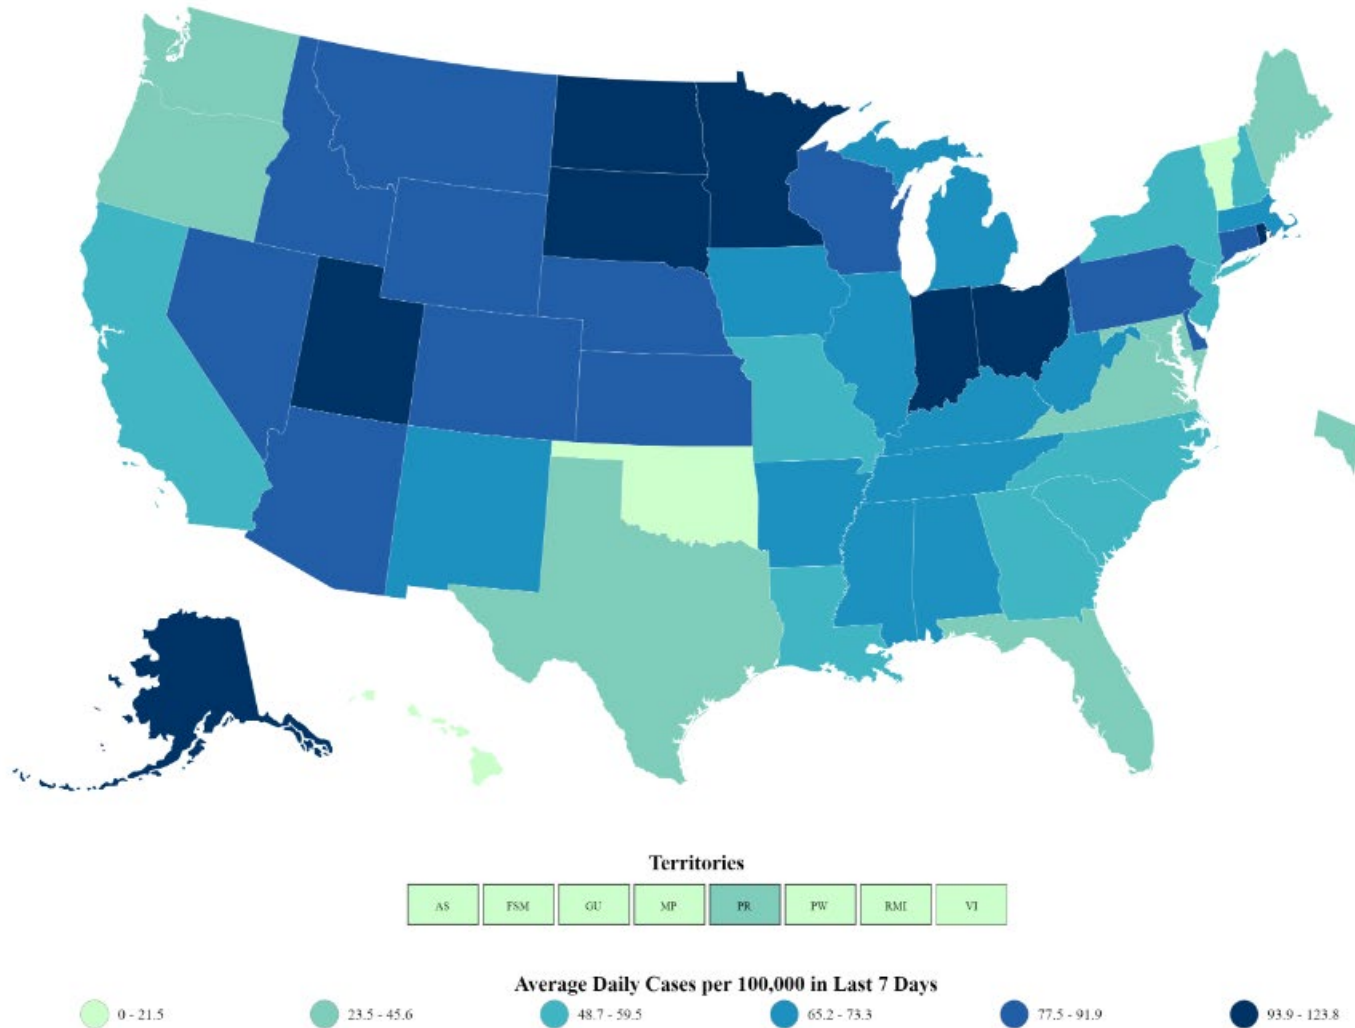 Territories
AS FSM GU MP PR PW RMI VI
Average Daily Cases per 100,000 in Last 7 Days
0 - 21.5 23.5 - 45.6 48.7 - 59.5 65.2 - 73.3 77.5 - 91.9 93.9 - 123.8